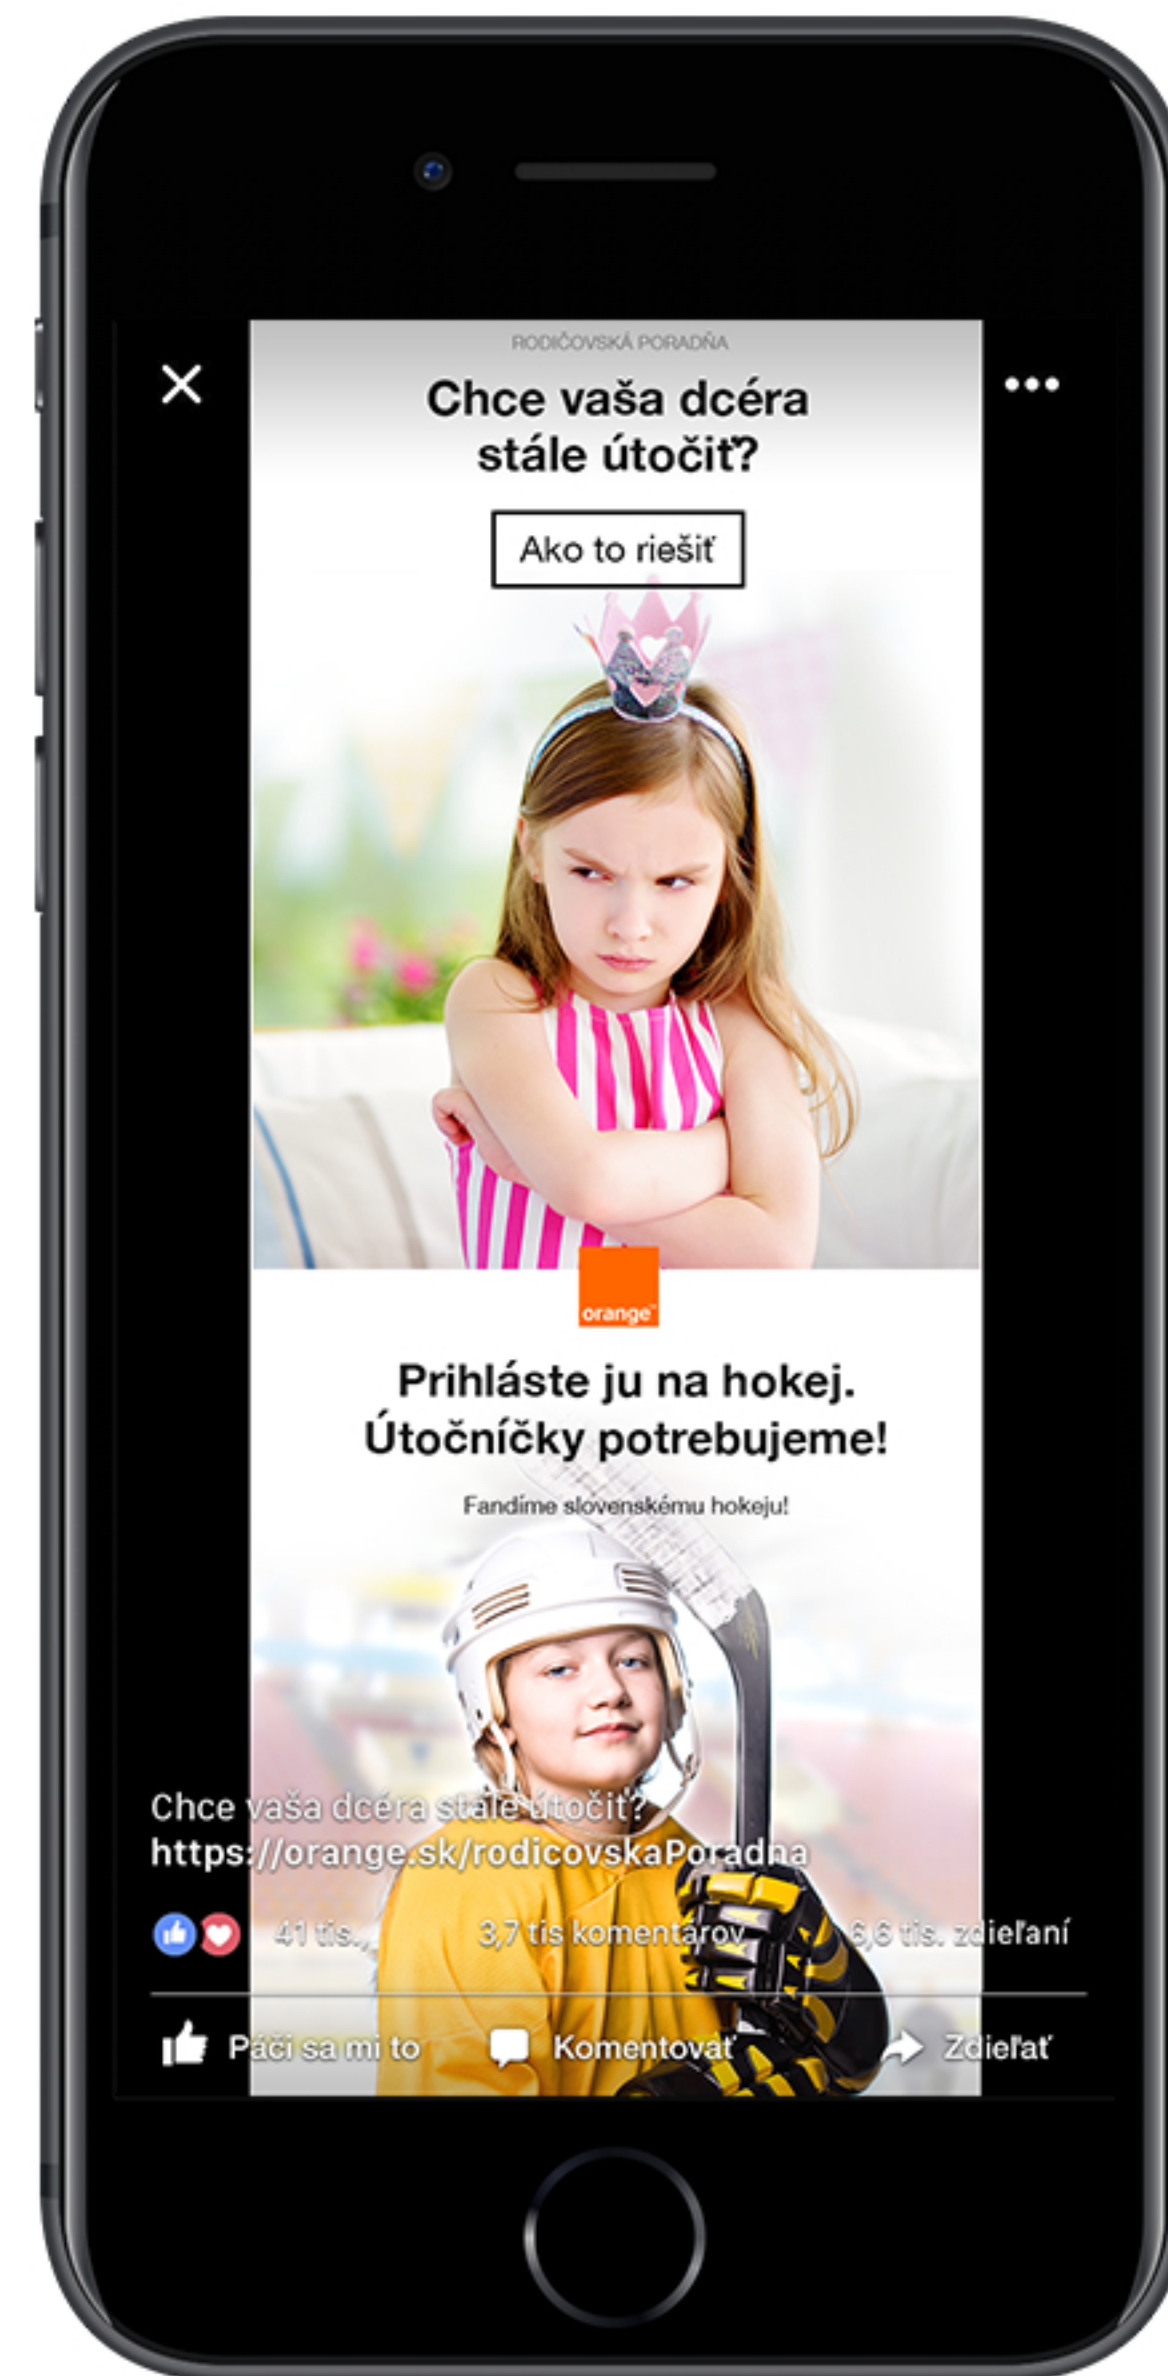 RODIČOVSKÁ PORADŇA
Chce vaša dcéra
stále útočiť?
Ako to riešiť
orange™
Prihláste ju na hokej.
Útočníčky potrebujeme!
Fandíme slovenskému hokeju!
Chce vaša dcéra stále útočiť?
https://orange.sk/rodicovskaPoradna
41 tis., 3,7 tis komentárov 6,6 tis. zdieľaní
Páči sa mi to Komentovať Zdieľať